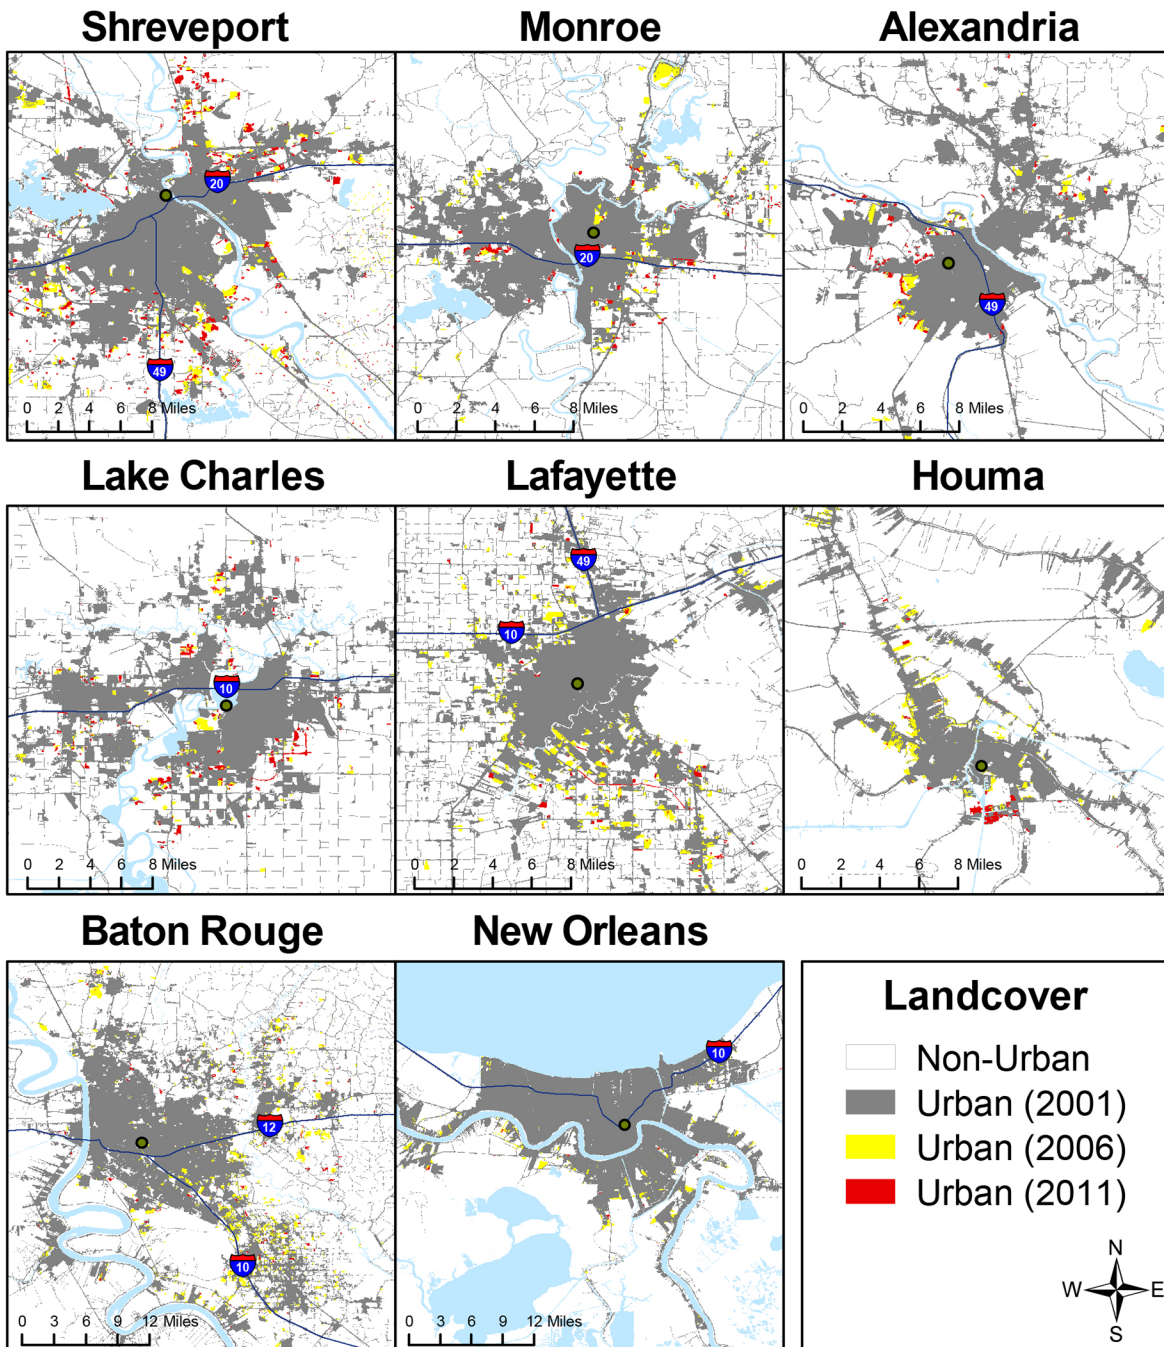 Shreveport
Monroe
Alexandria
20
49
0 2 4 6 8 Miles
20
0 2 4 6 8 Miles
49
0 2 4 6 8 Miles
Lake Charles
Lafayette
Houma
10
0 2 4 6 8 Miles
49
10
0 2 4 6 8 Miles
0 2 4 6 8 Miles
Baton Rouge
New Orleans
12
10
0 3 6 9 12 Miles
10
0 3 6 9 12 Miles
Landcover
Non-Urban
Urban (2001)
Urban (2006)
Urban (2011)
N
W E
S